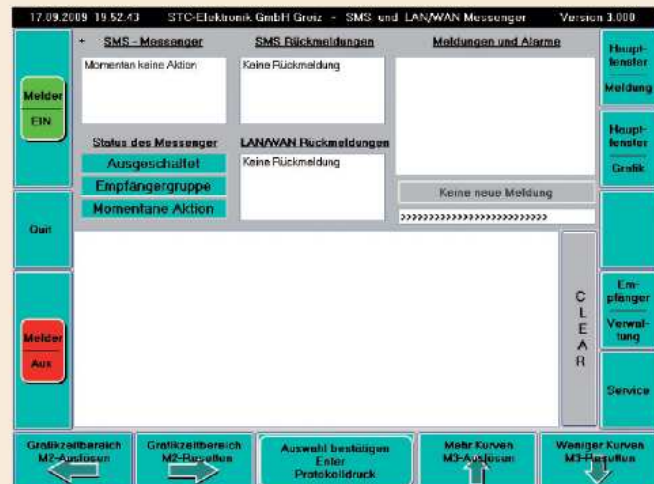 17.09.2009 19.52.43 STC-Elektronik GmbH Greiz - SMS und LAN/WAN Messenger Version 3.000
SMS - Messenger
Momentan keine Aktion
SMS Rückmeldungen
Keine Rückmeldung
Meldungen und Alarme
Status des Messenger
Ausgeschaltet
Empfängergruppe
Momentane Aktion
LAN/WAN Rückmeldungen
Keine Rückmeldung
Keine neue Meldung
>>>>>>>>>>>>>>>>>>>>>>>>>>
CLEAR
Melder
EIN
Quit
Melder
Aus
Haupt-
fenster
Meldung
Haupt-
fenster
Grafik
Em-
pfänger
Verwal-
tung
Service
Grafikzeitbereich
M2-Auslösen
Grafikzeitbereich
M2-Resetten
Auswahl bestätigen
Enter
Protokolldruck
Mehr Kurven
M3-Auslösen
Weniger Kurven
M3-Resetten